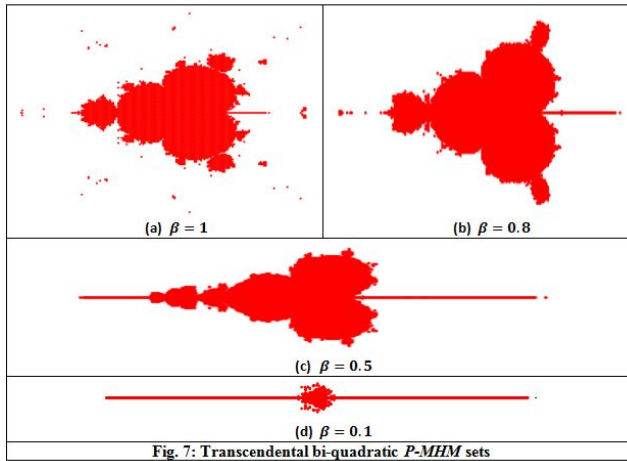 (a) β = 1
(b) β = 0.8
(c) β = 0.5
(d) β = 0.1
Fig. 7: Transcendental bi-quadratic P-MHM sets